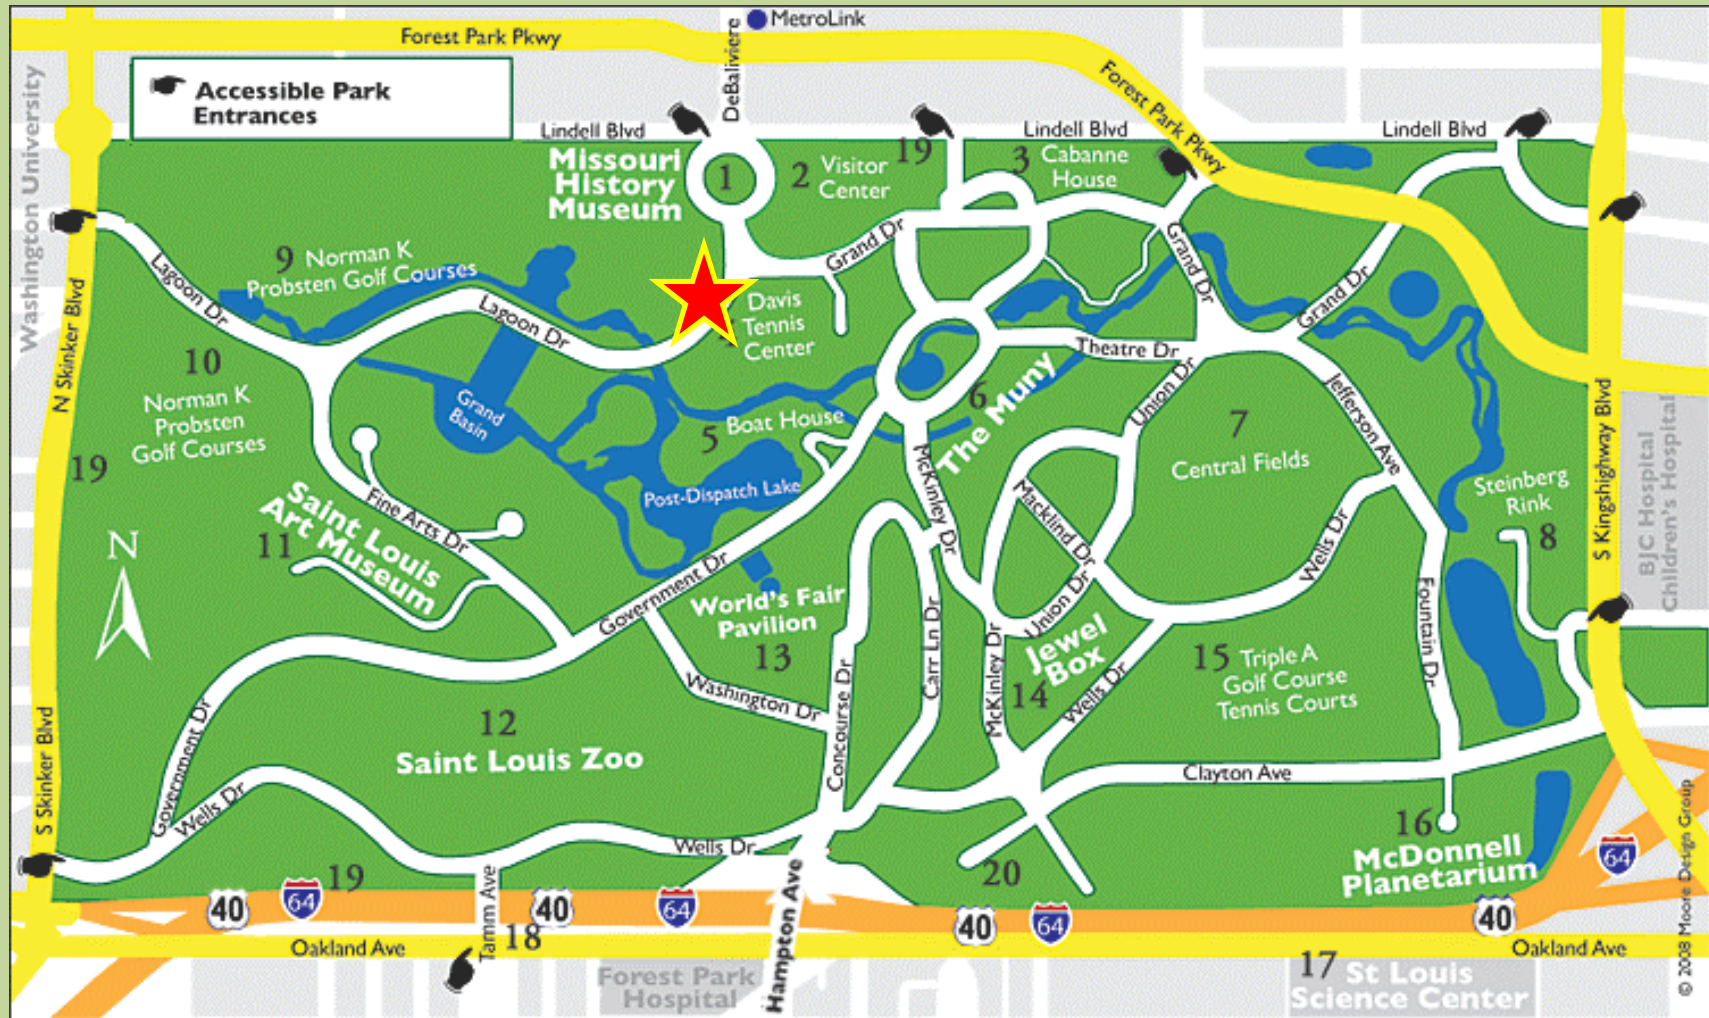 MetroLink
Forest Park Pkwy
DeBaliviere
Forest Park Pkwy
Accessible Park
Entrances
Lindell Blvd
Lindell Blvd
Lindell Blvd
Washington University
Missouri
History
Museum
1
2
Visitor
Center
19
3
Cabanne
House
9
Norman K
Probsten Golf Courses
Lagoon Dr
Lagoon Dr
Grand Dr
Grand Dr
Grand Dr
N Skinker Blvd
Davis
Tennis
Center
10
Norman K
Probsten
Golf Courses
Grand
Basin
Theatre Dr
Union Dr
Jefferson Ave
6
The Muny
5
Boat House
7
Central Fields
19
Post-Dispatch Lake
McKinley Dr
Macklind Dr
Wells Dr
Steinberg
Rink
8
S Kingshighway Blvd
BJC Hospital
Children's Hospital
N
Fine Arts Dr
11
Saint Louis
Art Museum
Government Dr
World's Fair
Pavilion
13
Union Dr
Jewel
Box
14
McKinley Dr
Carr Ln Dr
Concourse Dr
Washington Dr
Wells Dr
15
Triple A
Golf Course
Tennis Courts
Fountain Dr
12
Saint Louis Zoo
Government Dr
Wells Dr
S Skinker Blvd
Clayton Ave
Wells Dr
16
McDonnell
Planetarium
19
20
40
64
40
64
40
64
40
64
Tamm Ave
18
Hampton Ave
Oakland Ave
Oakland Ave
Forest Park
Hospital
17
St Louis
Science Center
© 2008 Moore Design Group